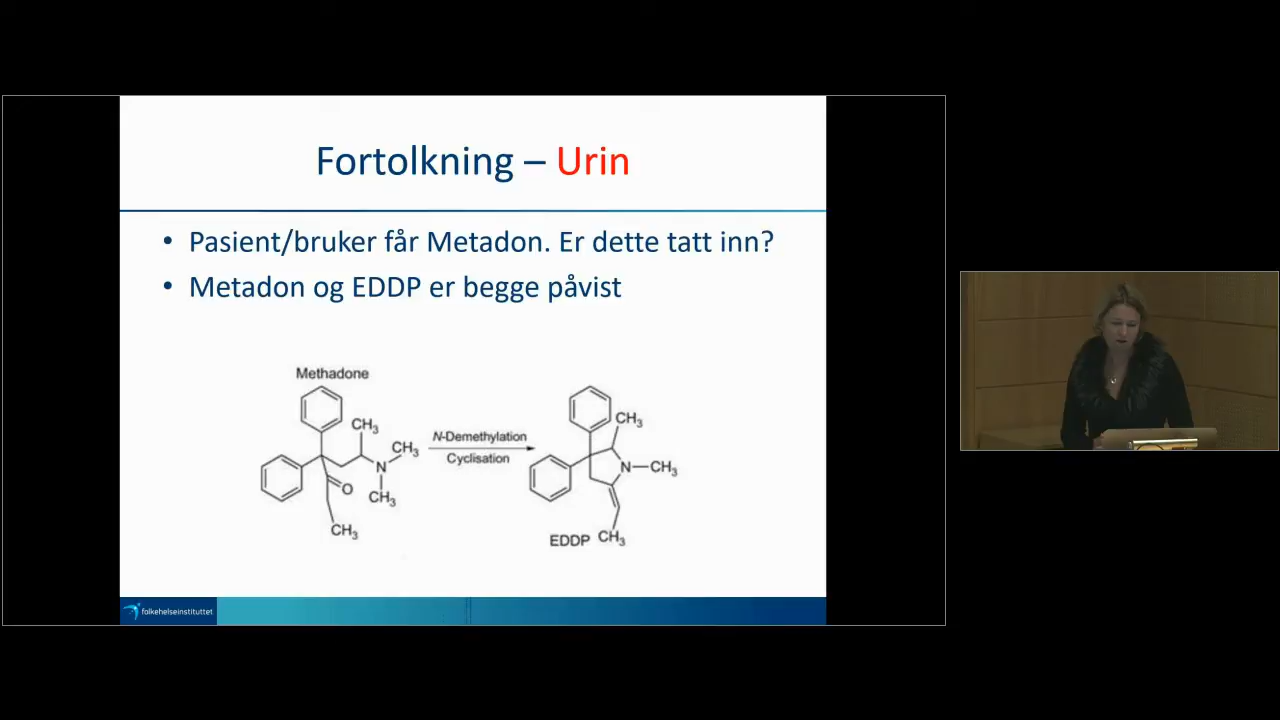 Fortolkning – Urin
• Pasient/bruker får Metadon. Er dette tatt inn?
• Metadon og EDDP er begge påvist
Methadone
CH3
CH3
N
CH3
O
CH3
N-Demethylation
Cyclisation
CH3
N
CH3
CH3
EDDP
folkehelseinstituttet